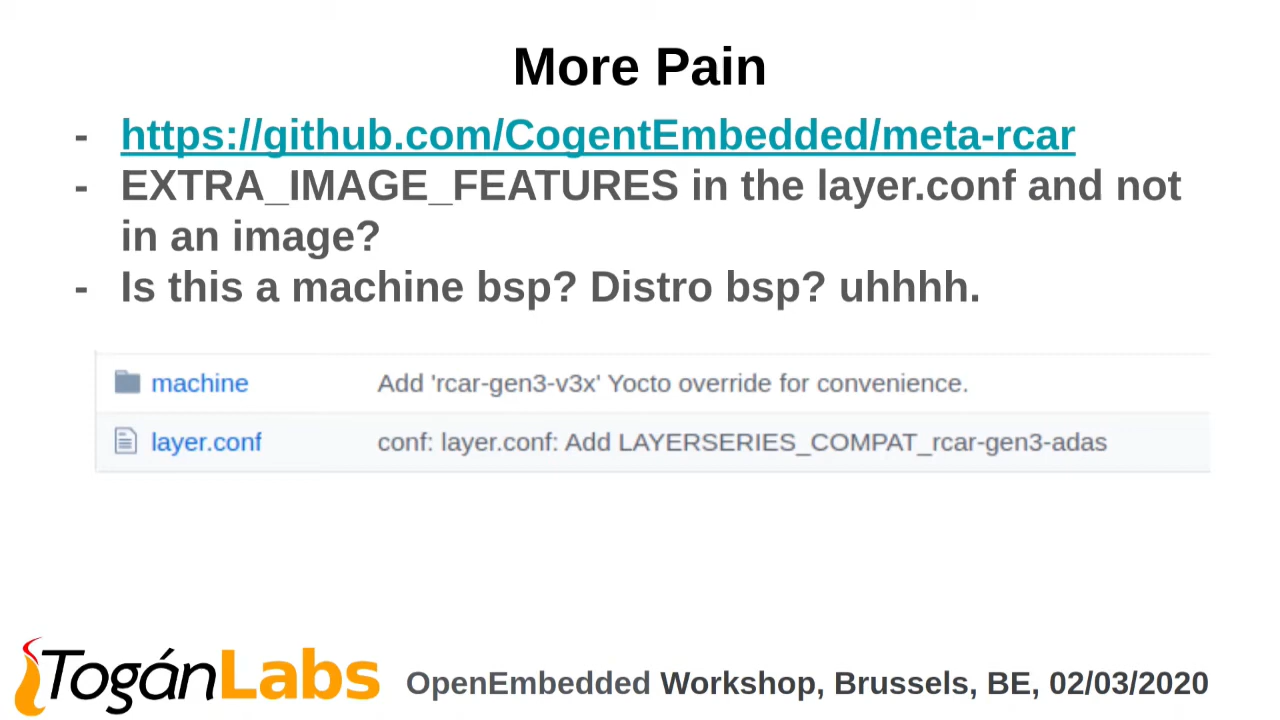 More Pain
- https://github.com/CogentEmbedded/meta-rcar
- EXTRA_IMAGE_FEATURES in the layer.conf and not
in an image?
- Is this a machine bsp? Distro bsp? uhhhh.
machine Add 'rcar-gen3-v3x' Yocto override for convenience.
layer.conf conf: layer.conf: Add LAYERSERIES_COMPAT_rcar-gen3-adas
TogánLabs OpenEmbedded Workshop, Brussels, BE, 02/03/2020